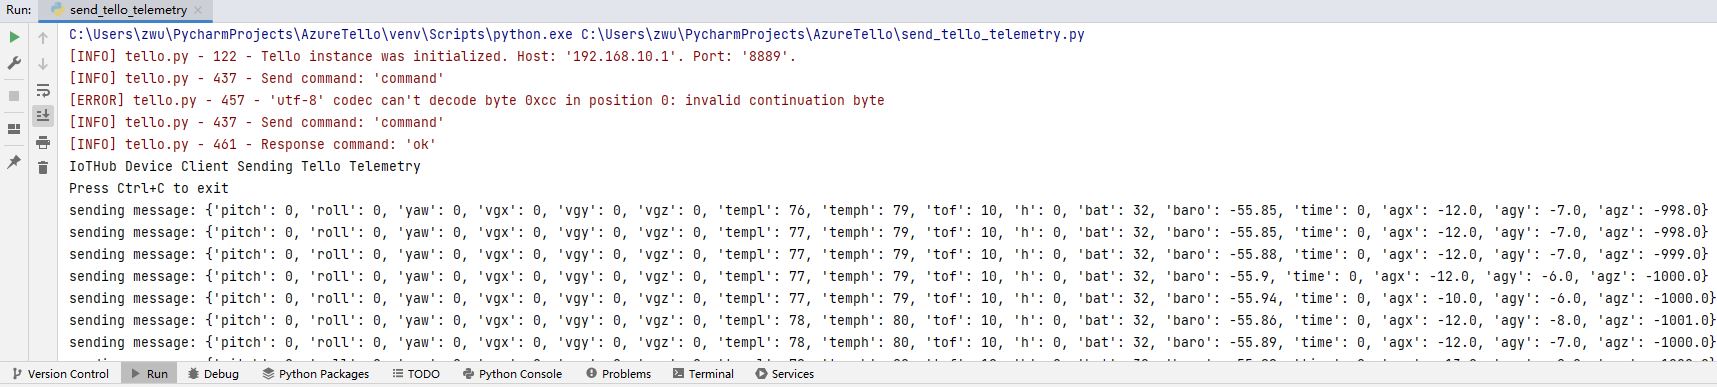 Run: send_tello_telemetry
C:\Users\zwu\PycharmProjects\AzureTello\venv\Scripts\python.exe C:\Users\zwu\PycharmProjects\AzureTello\send_tello_telemetry.py
[INFO] tello.py - 122 - Tello instance was initialized. Host: '192.168.10.1'. Port: '8889'.
[INFO] tello.py - 437 - Send command: 'command'
[ERROR] tello.py - 457 - 'utf-8' codec can't decode byte 0xcc in position 0: invalid continuation byte
[INFO] tello.py - 437 - Send command: 'command'
[INFO] tello.py - 461 - Response command: 'ok'
IoTHub Device Client Sending Tello Telemetry
Press Ctrl+C to exit
sending message: {'pitch': 0, 'roll': 0, 'yaw': 0, 'vgx': 0, 'vgy': 0, 'vgz': 0, 'templ': 76, 'temph': 79, 'tof': 10, 'h': 0, 'bat': 32, 'baro': -55.85, 'time': 0, 'agx': -12.0, 'agy': -7.0, 'agz': -998.0}
sending message: {'pitch': 0, 'roll': 0, 'yaw': 0, 'vgx': 0, 'vgy': 0, 'vgz': 0, 'templ': 77, 'temph': 79, 'tof': 10, 'h': 0, 'bat': 32, 'baro': -55.85, 'time': 0, 'agx': -12.0, 'agy': -7.0, 'agz': -998.0}
sending message: {'pitch': 0, 'roll': 0, 'yaw': 0, 'vgx': 0, 'vgy': 0, 'vgz': 0, 'templ': 77, 'temph': 79, 'tof': 10, 'h': 0, 'bat': 32, 'baro': -55.88, 'time': 0, 'agx': -12.0, 'agy': -7.0, 'agz': -999.0}
sending message: {'pitch': 0, 'roll': 0, 'yaw': 0, 'vgx': 0, 'vgy': 0, 'vgz': 0, 'templ': 77, 'temph': 79, 'tof': 10, 'h': 0, 'bat': 32, 'baro': -55.9, 'time': 0, 'agx': -12.0, 'agy': -6.0, 'agz': -1000.0}
sending message: {'pitch': 0, 'roll': 0, 'yaw': 0, 'vgx': 0, 'vgy': 0, 'vgz': 0, 'templ': 77, 'temph': 79, 'tof': 10, 'h': 0, 'bat': 32, 'baro': -55.94, 'time': 0, 'agx': -10.0, 'agy': -6.0, 'agz': -1000.0}
sending message: {'pitch': 0, 'roll': 0, 'yaw': 0, 'vgx': 0, 'vgy': 0, 'vgz': 0, 'templ': 78, 'temph': 80, 'tof': 10, 'h': 0, 'bat': 32, 'baro': -55.86, 'time': 0, 'agx': -12.0, 'agy': -8.0, 'agz': -1001.0}
sending message: {'pitch': 0, 'roll': 0, 'yaw': 0, 'vgx': 0, 'vgy': 0, 'vgz': 0, 'templ': 78, 'temph': 80, 'tof': 10, 'h': 0, 'bat': 32, 'baro': -55.89, 'time': 0, 'agx': -12.0, 'agy': -7.0, 'agz': -1000.0}
Version Control Run Debug Python Packages TODO Python Console Problems Terminal Services